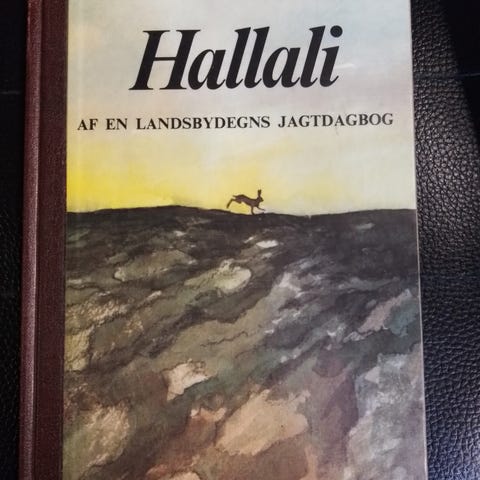 Hallali
AF EN LANDSBYDEGNS JAGTDAGBOG